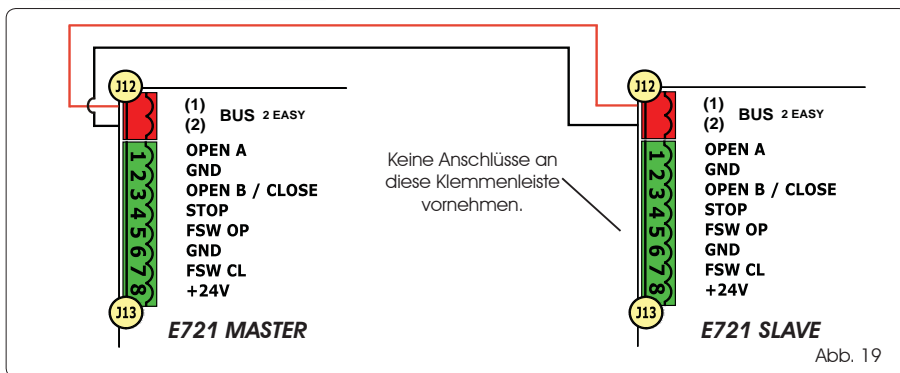 J12
(1) BUS 2 EASY
(2)
1 OPEN A
2 GND
3 OPEN B / CLOSE
4 STOP
5 FSW OP
6 GND
7 FSW CL
8 +24V
J13
E721 MASTER
Keine Anschlüsse an
diese Klemmenleiste
vornehmen.
J12
(1) BUS 2 EASY
(2)
1 OPEN A
2 GND
3 OPEN B / CLOSE
4 STOP
5 FSW OP
6 GND
7 FSW CL
8 +24V
J13
E721 SLAVE
Abb. 19